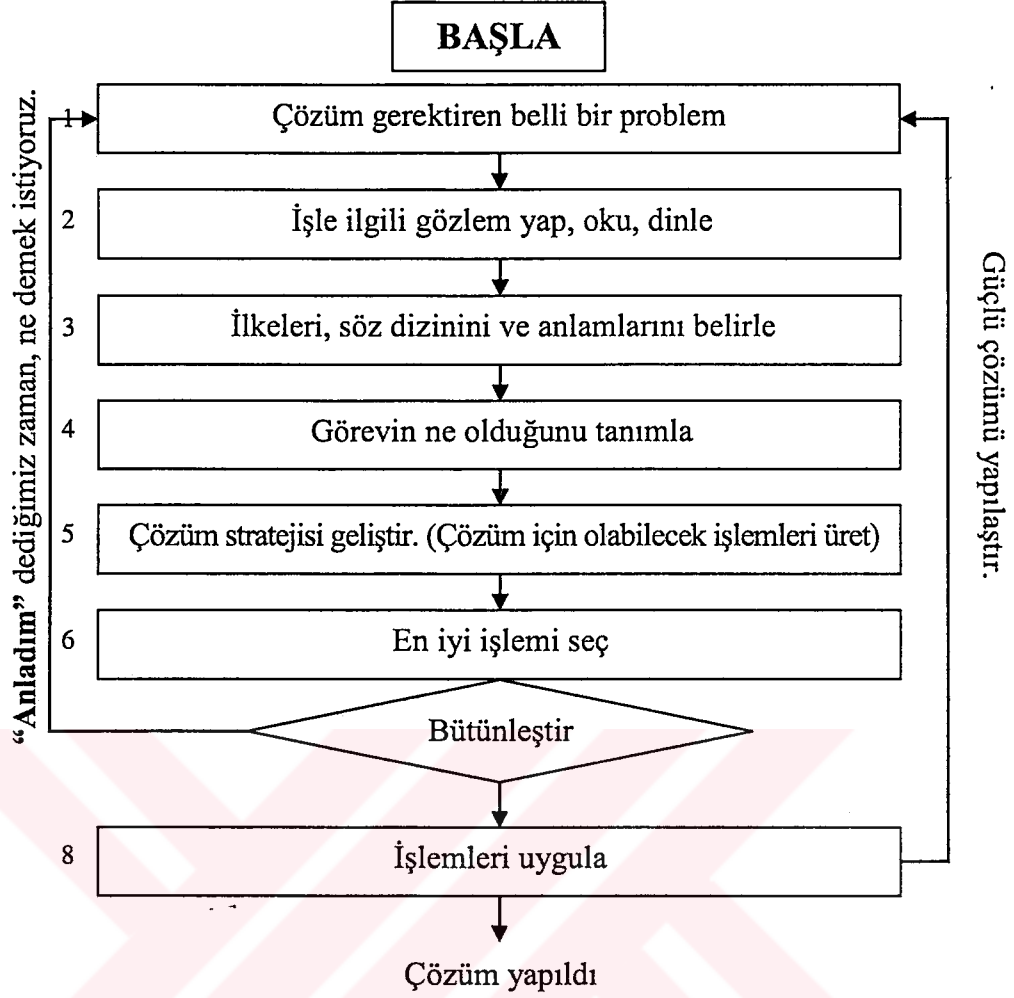 BAŞLA
1
Çözüm gerektiren belli bir problem
2
İşle ilgili gözlem yap, oku, dinle
3
İlkeleri, söz dizinini ve anlamlarını belirle
4
Görevin ne olduğunu tanımla
5
Çözüm stratejisi geliştir. (Çözüm için olabilecek işlemleri üret)
6
En iyi işlemi seç
Bütünleştir
8
İşlemleri uygula
Çözüm yapıldı
“Anladım” dediğimiz zaman, ne demek istiyoruz.
Güçlü çözümü yapılaştır.